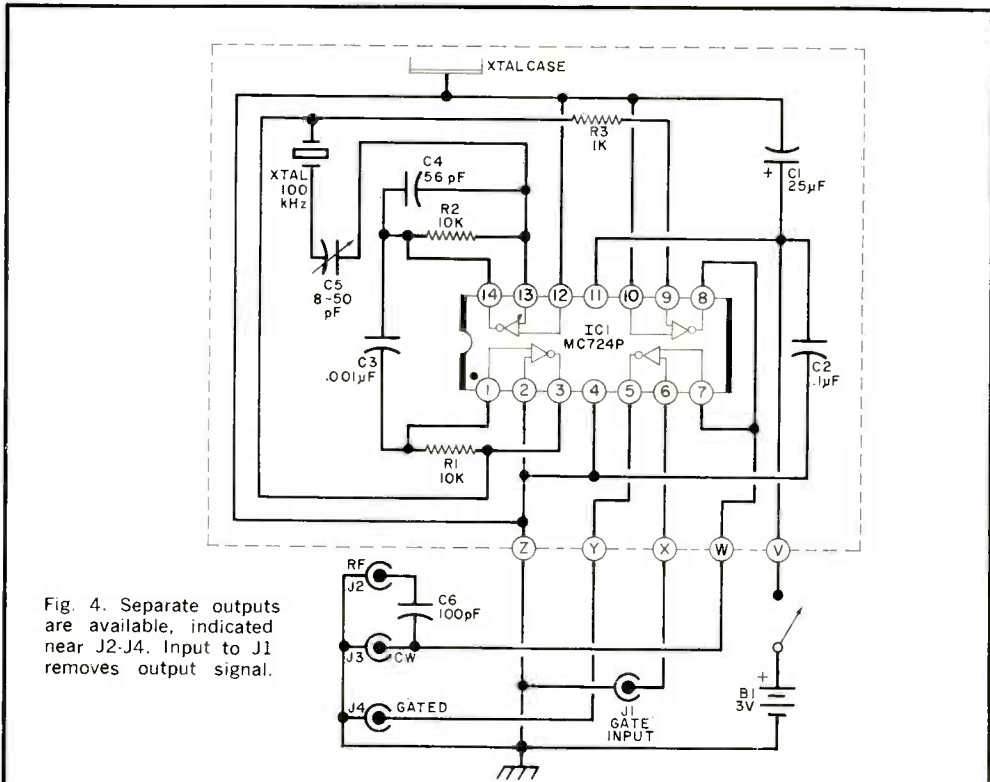 XTAL CASE
R3
1K
XTAL
100
kHz
C4
56 pF
R2
10K
C1
+ 25µF
C5
8-50
pF
14 13 12 11 10 9 8
IC1
MC724P
C3
.001µF
C2
.1µF
1 2 3 4 5 6 7
R1
10K
Z Y X W V
RF
J2
C6
100pF
J3 CW
J4 GATED
J1
GATE
INPUT
+
B1
3V
Fig. 4. Separate outputs
are available, indicated
near J2-J4. Input to J1
removes output signal.